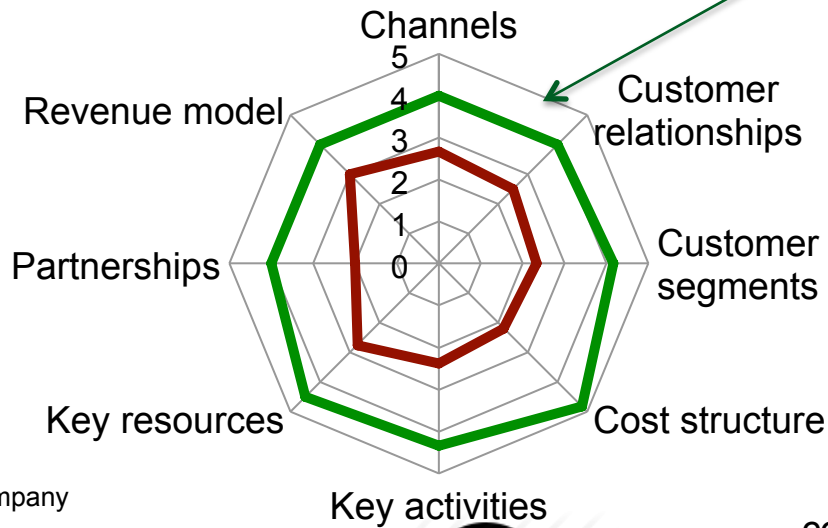 Channels
5
4
3
2
1
0
Customer
relationships
Customer
segments
Cost structure
Key activities
Key resources
Partnerships
Revenue model
mpany